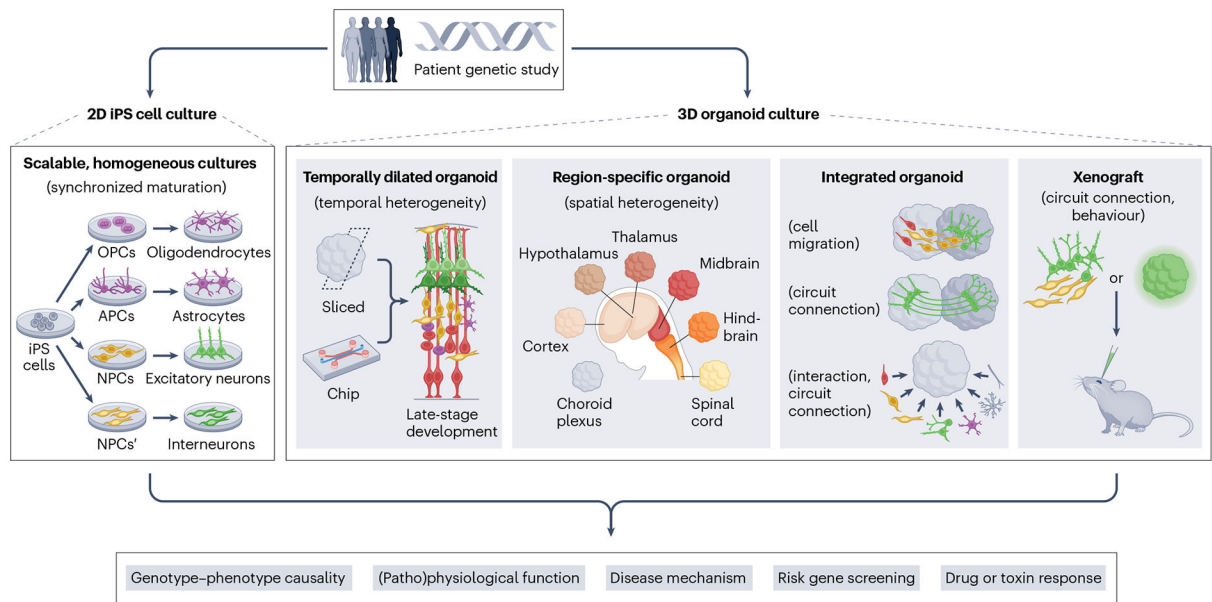 Patient genetic study
2D iPS cell culture
3D organoid culture
Scalable, homogeneous cultures
(synchronized maturation)
OPCs
Oligodendrocytes
APCs
Astrocytes
iPS
cells
NPCs
Excitatory neurons
NPCs'
Interneurons
Temporally dilated organoid
(temporal heterogeneity)
Sliced
Chip
Late-stage
development
Region-specific organoid
(spatial heterogeneity)
Thalamus
Hypothalamus
Midbrain
Hind-
brain
Cortex
Choroid
plexus
Spinal
cord
Integrated organoid
(cell
migration)
(circuit
connenction)
(interaction,
circuit
connection)
Xenograft
(circuit connection,
behaviour)
or
Genotype–phenotype causality
(Patho)physiological function
Disease mechanism
Risk gene screening
Drug or toxin response